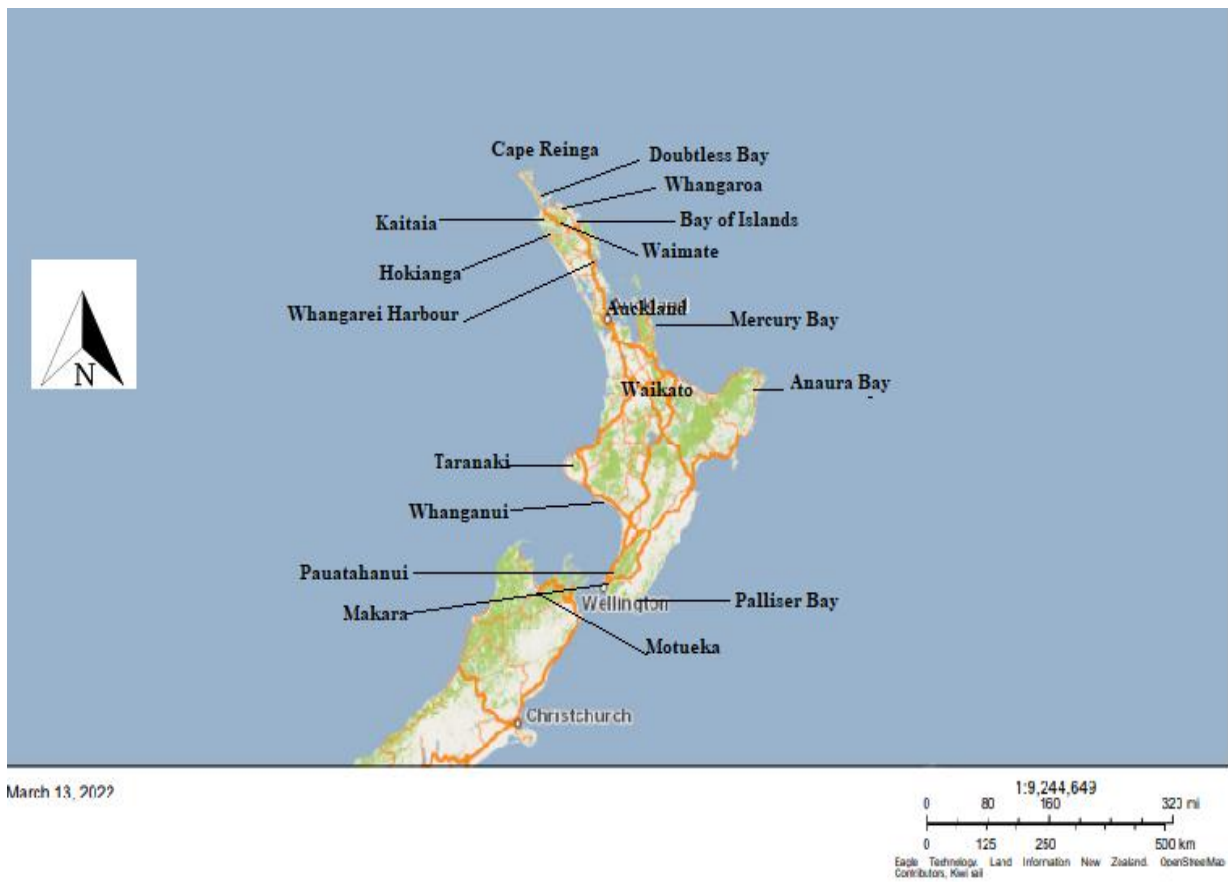 Cape Reinga
Doubtless Bay
Whangaroa
Kaitaia
Bay of Islands
Waimate
Hokianga
Whangarei Harbour
Auckland
Mercury Bay
Waikato
Anaura Bay
Taranaki
Whanganui
Pauatahanui
Wellington
Palliser Bay
Makara
Motueka
Christchurch
N
March 13, 2022
1:9,244,649
0 80 160 320 mi
0 125 250 500 km
Eagle Technology, Land Information New Zealand, OpenStreetMap
Contributors, Kiwi rail